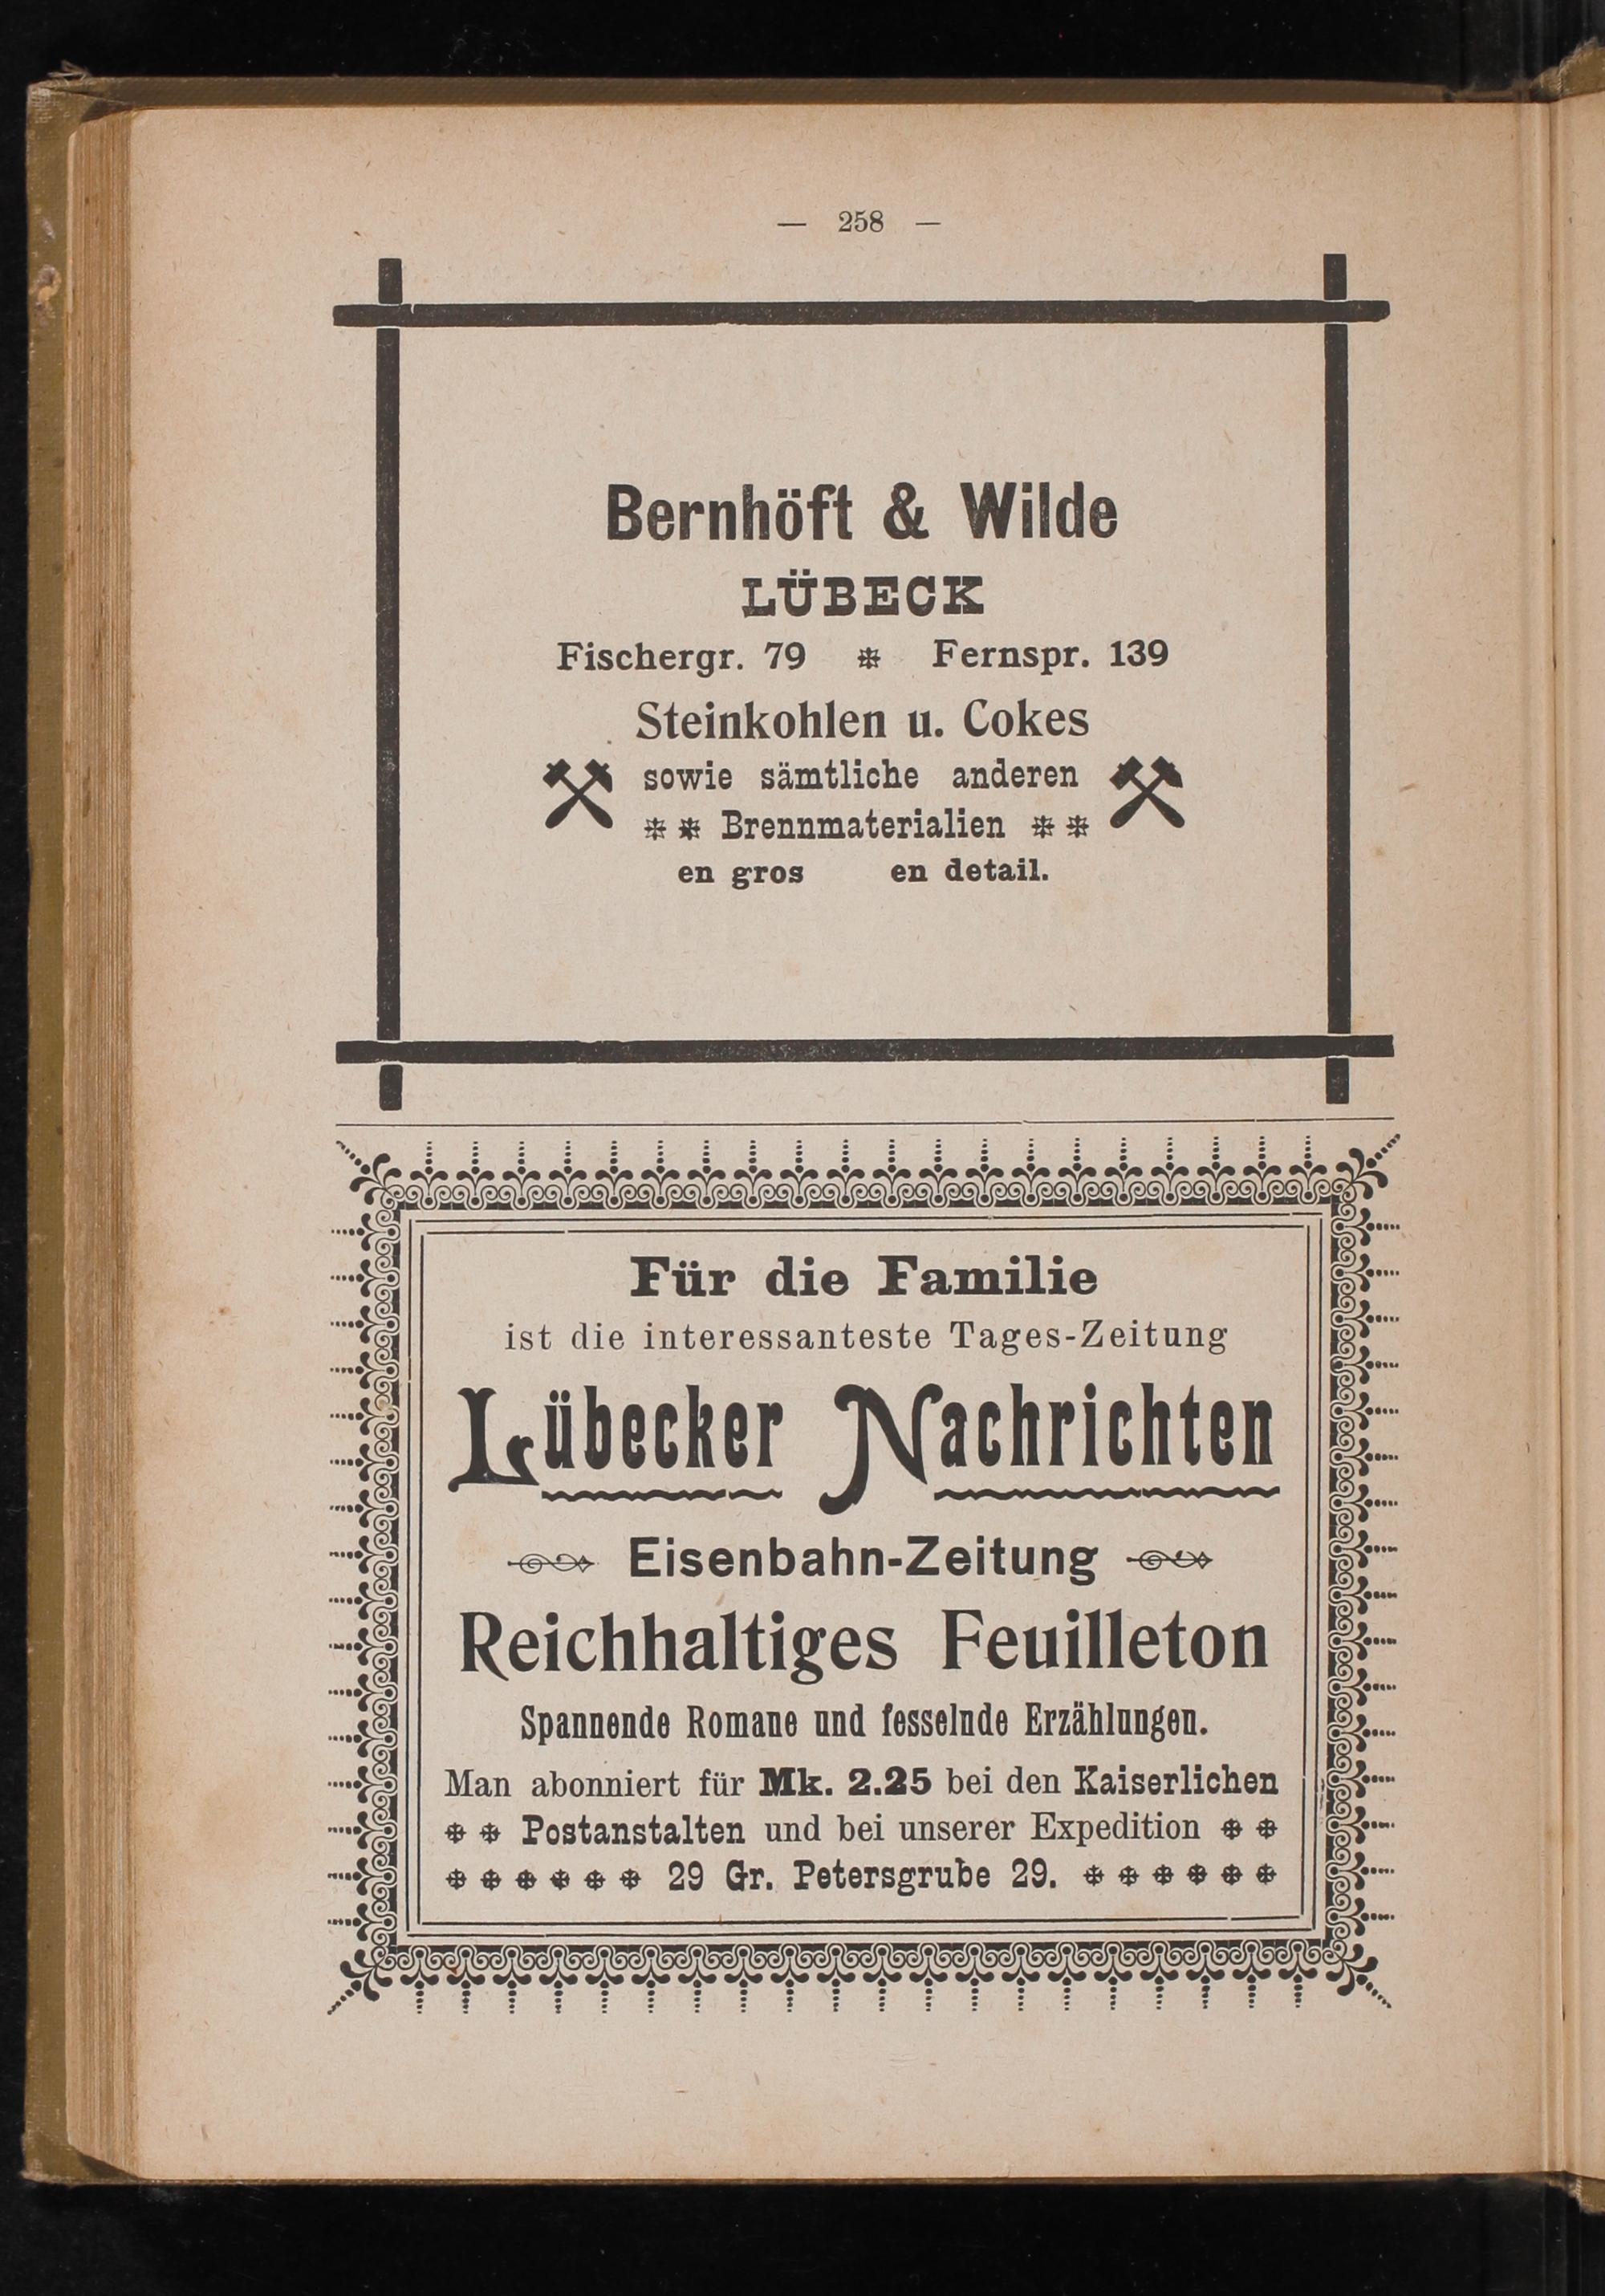 — 258 —
Bernhöft & Wilde
LÜBECK
Fischergr. 79 * Fernspr. 139
Steinkohlen u. Cokes
sowie sämtliche anderen
* * Brennmaterialien * *
en gros en detail.
Für die Familie
ist die interessanteste Tages-Zeitung
Lübecker Nachrichten
Eisenbahn-Zeitung
Reichhaltiges Feuilleton
Spannende Romane und fesselnde Erzählungen.
Man abonniert für Mk. 2.25 bei den Kaiserlichen
* * Postanstalten und bei unserer Expedition * *
* * * * * * 29 Gr. Petersgrube 29. * * * * * *